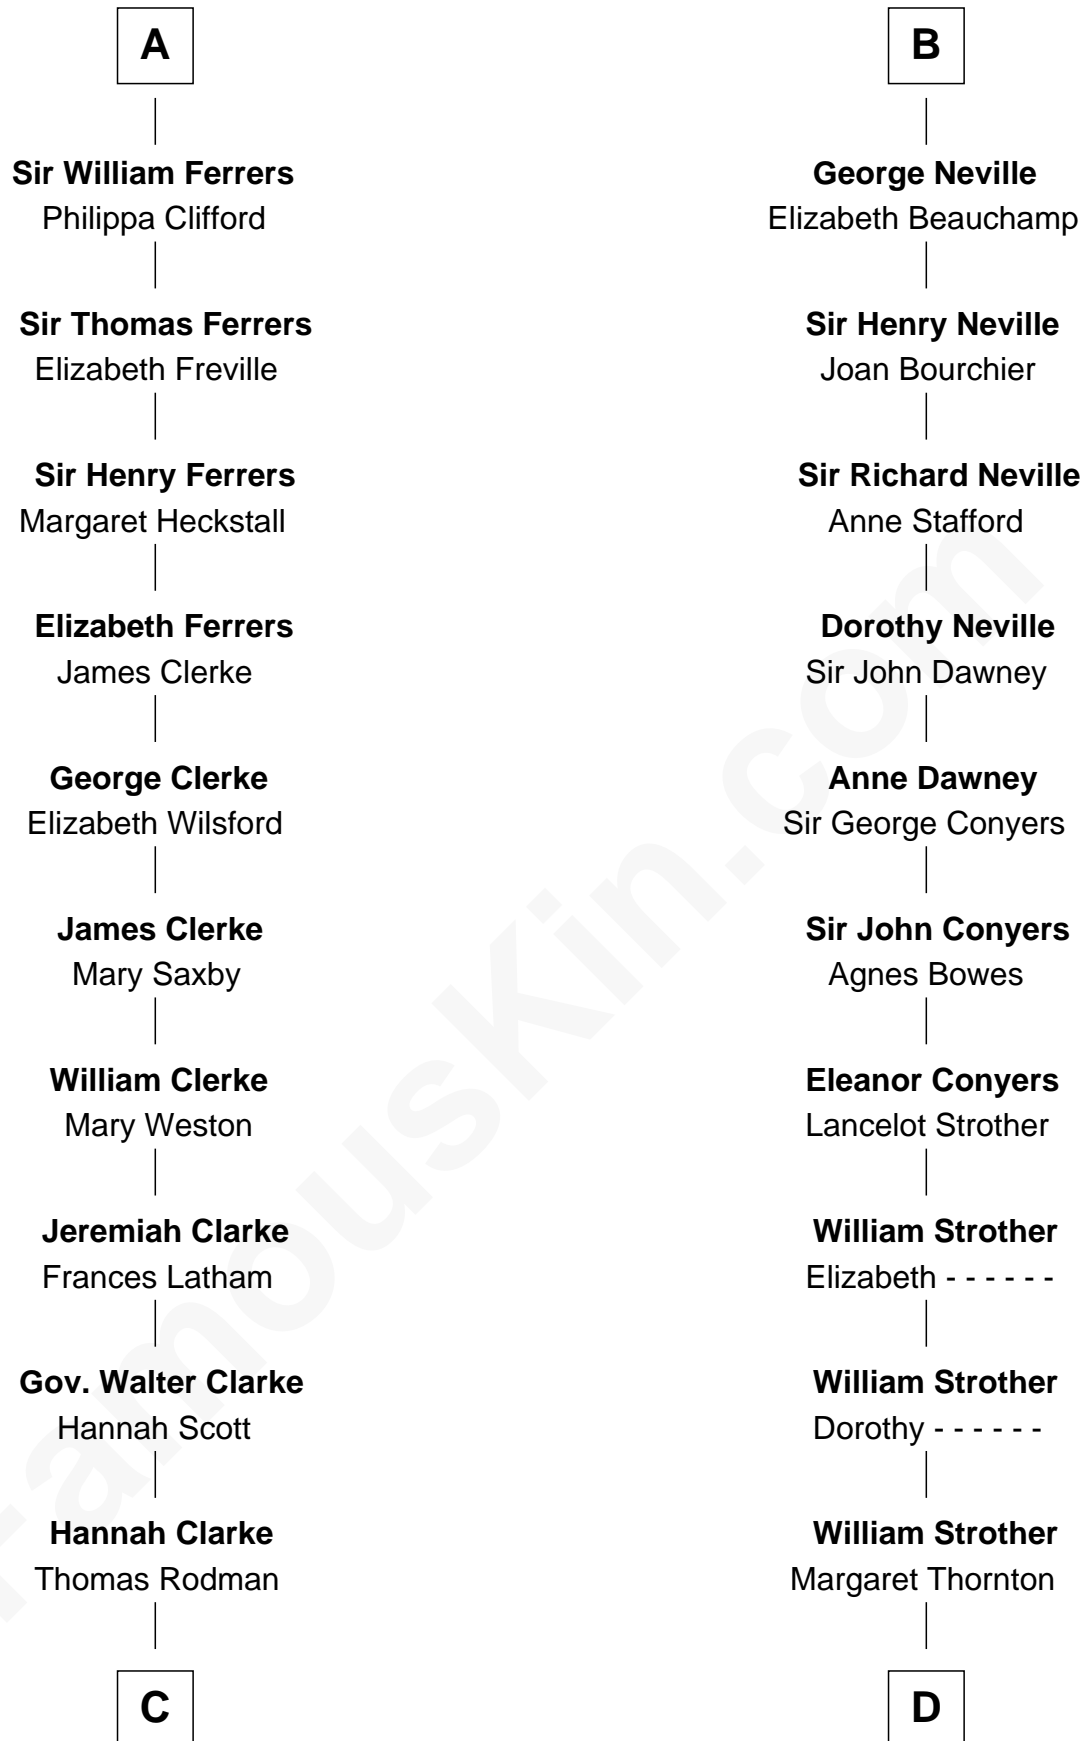 A
Sir William Ferrers
Philippa Clifford
Sir Thomas Ferrers
Elizabeth Freville
Sir Henry Ferrers
Margaret Heckstall
Elizabeth Ferrers
James Clerke
George Clerke
Elizabeth Wilsford
James Clerke
Mary Saxby
William Clerke
Mary Weston
Jeremiah Clarke
Frances Latham
Gov. Walter Clarke
Hannah Scott
Hannah Clarke
Thomas Rodman
C
B
George Neville
Elizabeth Beauchamp
Sir Henry Neville
Joan Bourchier
Sir Richard Neville
Anne Stafford
Dorothy Neville
Sir John Dawney
Anne Dawney
Sir George Conyers
Sir John Conyers
Agnes Bowes
Eleanor Conyers
Lancelot Strother
William Strother
Elizabeth - - - - - -
William Strother
Dorothy - - - - - -
William Strother
Margaret Thornton
D
FamousKin.com